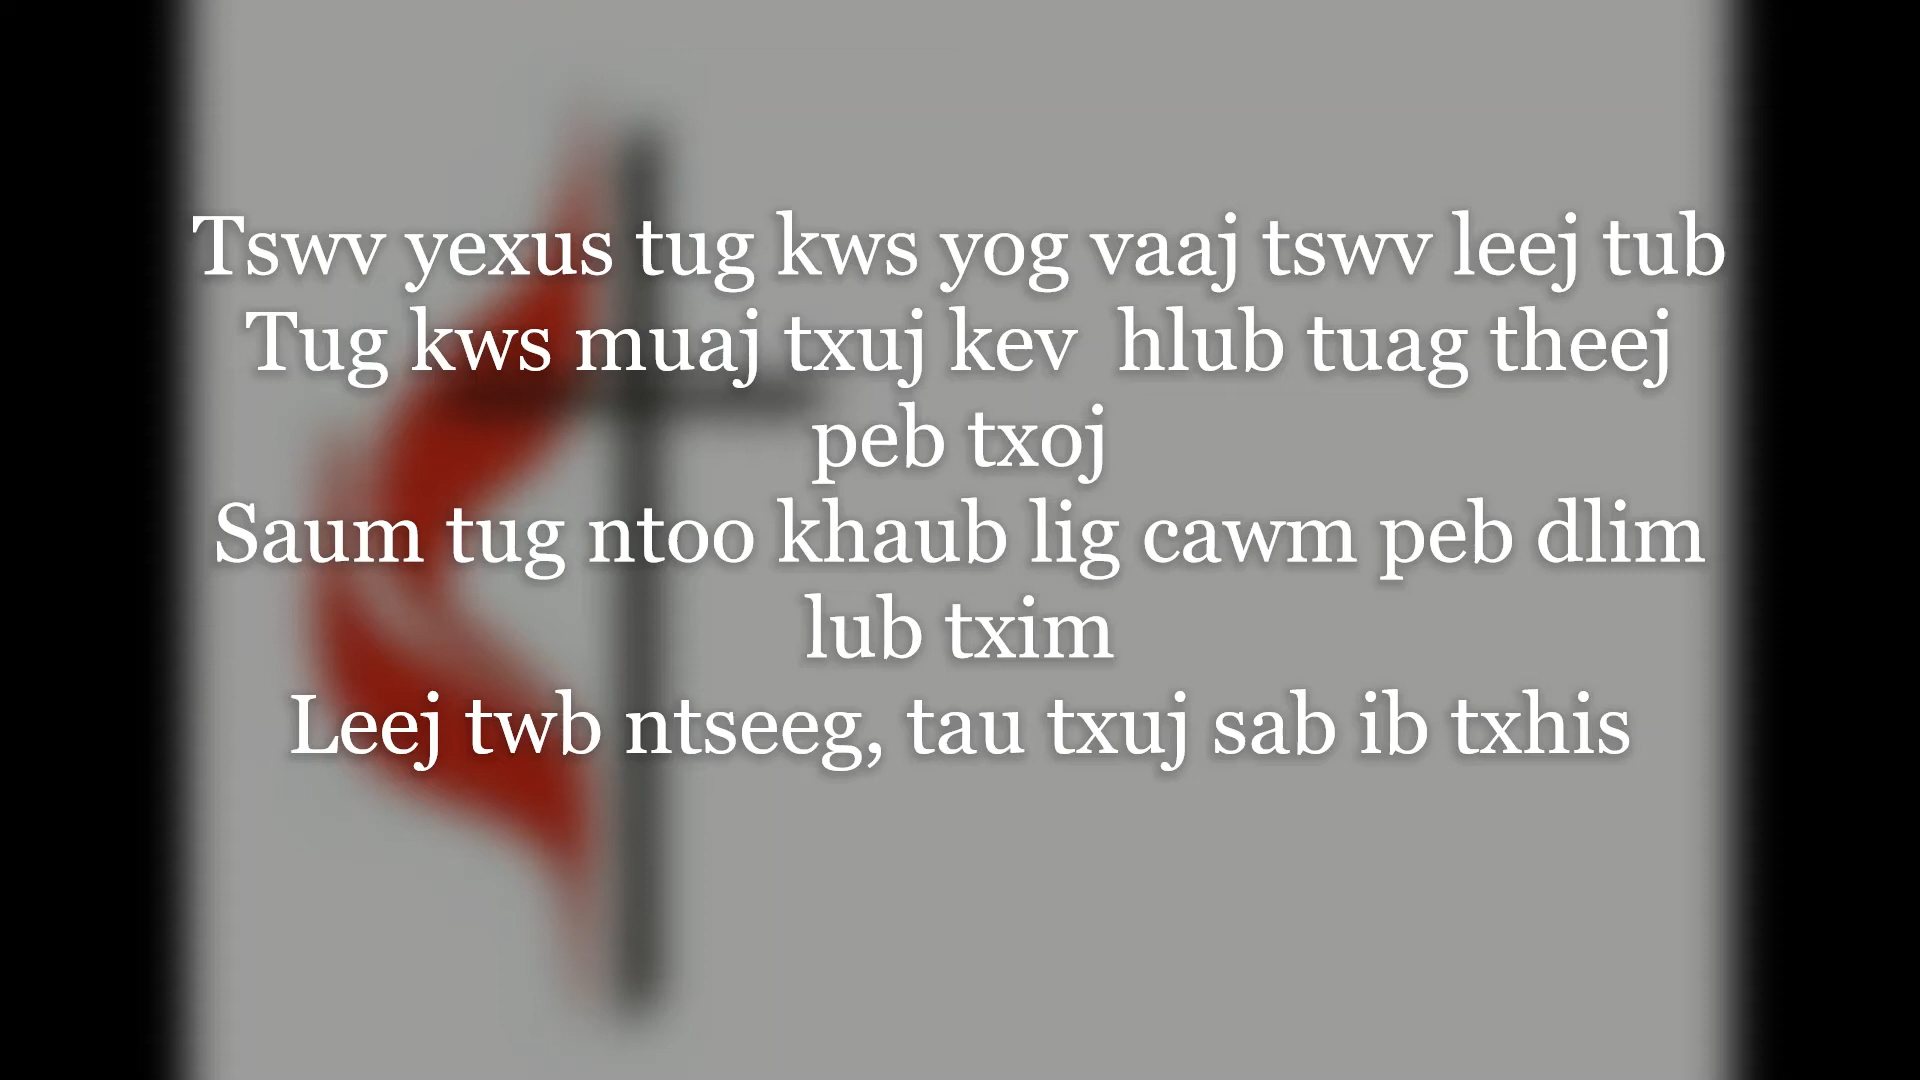 Tswv yexus tug kws yog vaaj tswv leej tub
Tug kws muaj txuj kev  hlub tuag theej
peb txoj
Saum tug ntoo khaub lig cawm peb dlim
lub txim
Leej twb ntseeg, tau txuj sab ib txhis